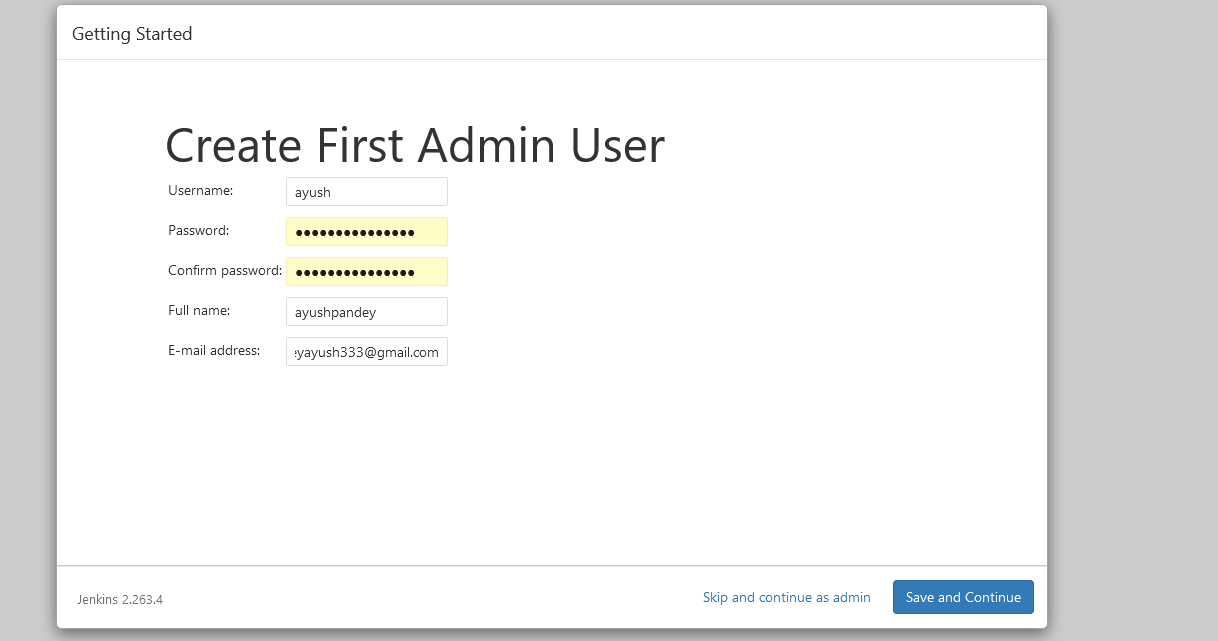 Getting Started
Create First Admin User
Username: ayush
Password: ●●●●●●●●●●●●●●●
Confirm password: ●●●●●●●●●●●●●●●
Full name: ayushpandey
E-mail address: yayush333@gmail.com
Jenkins 2.263.4 Skip and continue as admin Save and Continue